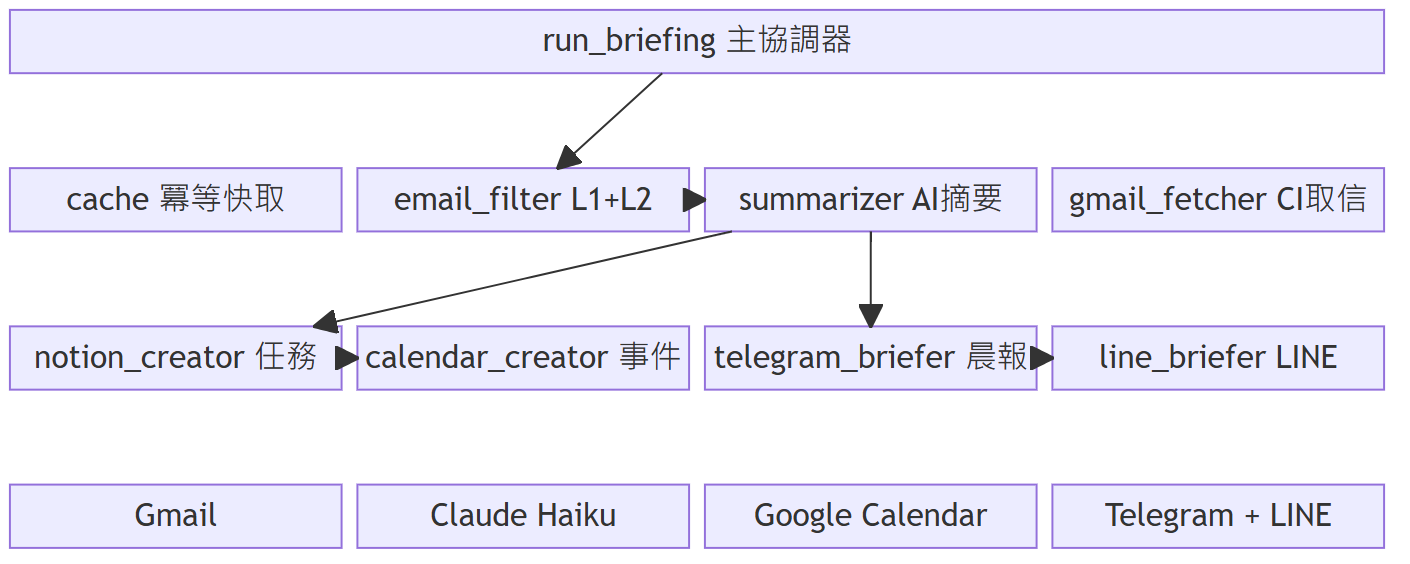 run_briefing 主協調器
cache 冪等快取
email_filter L1+L2
summarizer AI摘要
gmail_fetcher CI取信
notion_creator 任務
calendar_creator 事件
telegram_briefer 晨報
line_briefer LINE
Gmail
Claude Haiku
Google Calendar
Telegram + LINE